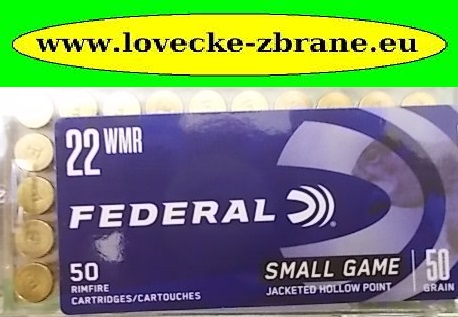 www.lovecke-zbrane.eu
22 WMR
FEDERAL
50
RIMFIRE
CARTRIDGES/CARTOUCHES
SMALL GAME
JACKETED HOLLOW POINT
50
GRAIN